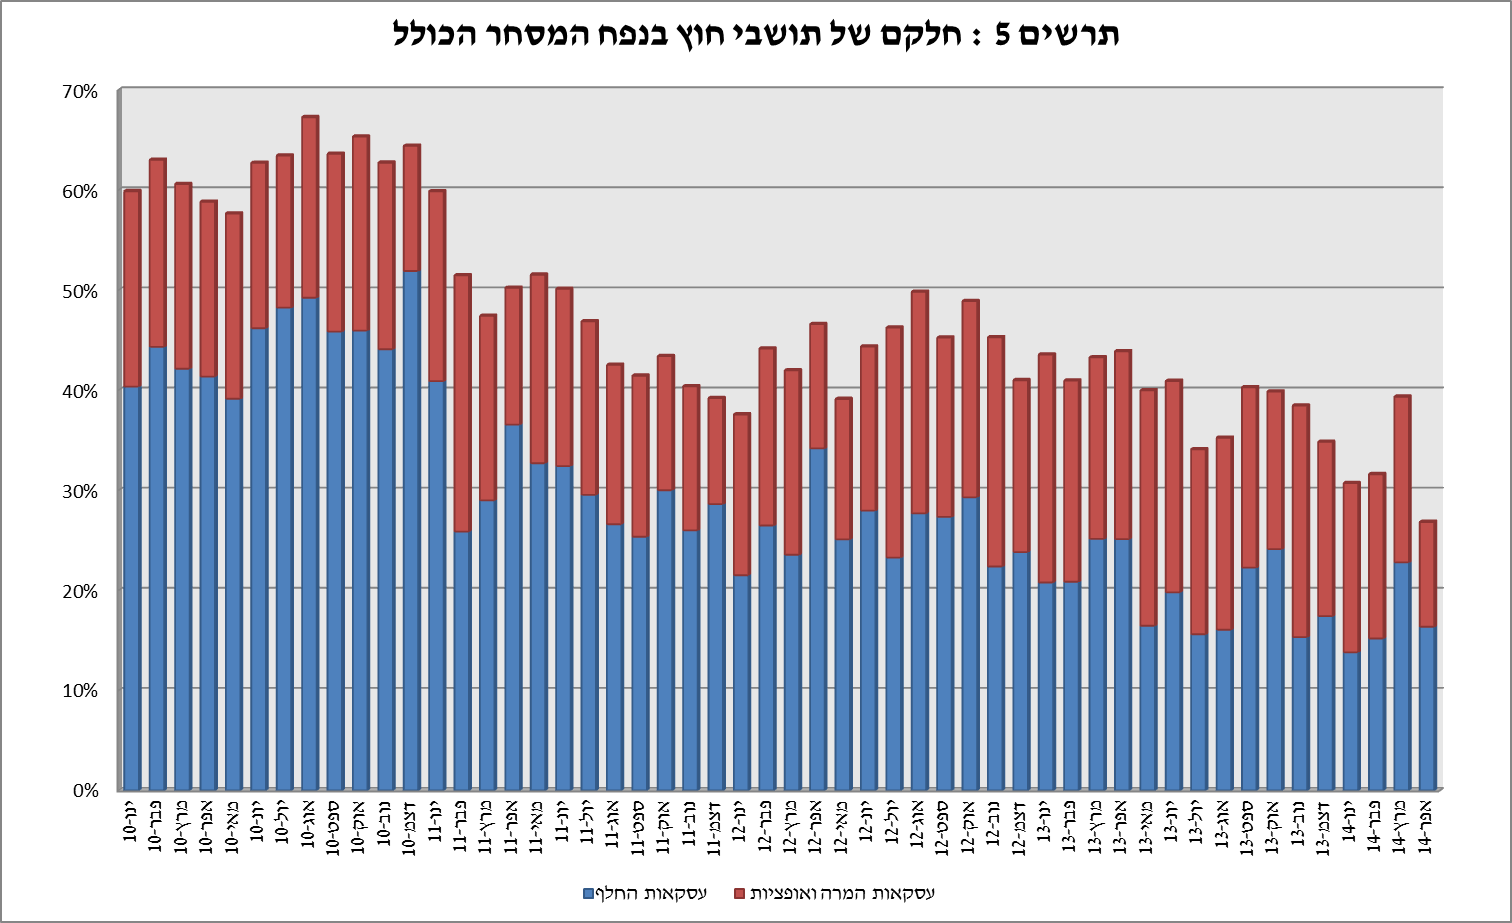 תרשים 5 : חלקם של תושבי חוץ בנפח המסחר הכולל
70%
60%
50%
40%
30%
20%
10%
0%
ינו-10
פבר-10
מרץ-10
אפר-10
מאי-10
יונ-10
יול-10
אוג-10
ספט-10
אוק-10
נוב-10
דצמ-10
ינו-11
פבר-11
מרץ-11
אפר-11
מאי-11
יונ-11
יול-11
אוג-11
ספט-11
אוק-11
נוב-11
דצמ-11
ינו-12
פבר-12
מרץ-12
אפר-12
מאי-12
יונ-12
יול-12
אוג-12
ספט-12
אוק-12
נוב-12
דצמ-12
ינו-13
פבר-13
מרץ-13
אפר-13
מאי-13
יונ-13
יול-13
אוג-13
ספט-13
אוק-13
נוב-13
דצמ-13
ינו-14
פבר-14
מרץ-14
אפר-14
עסקאות החלף
עסקאות המרה ואופציות